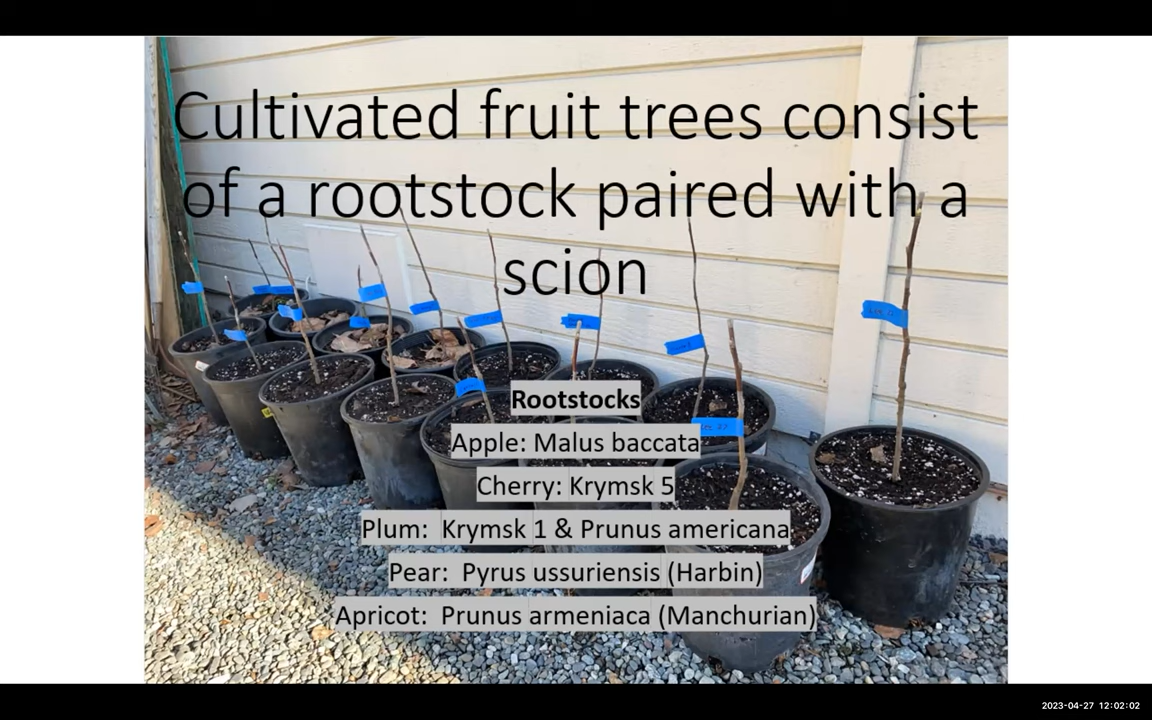 Cultivated fruit trees consist
of a rootstock paired with a
scion
Rootstocks
Apple: Malus baccata
Cherry: Krymsk 5
Plum:  Krymsk 1 & Prunus americana
Pear:  Pyrus ussuriensis (Harbin)
Apricot:  Prunus armeniaca (Manchurian)
2023-04-27 12:02:02